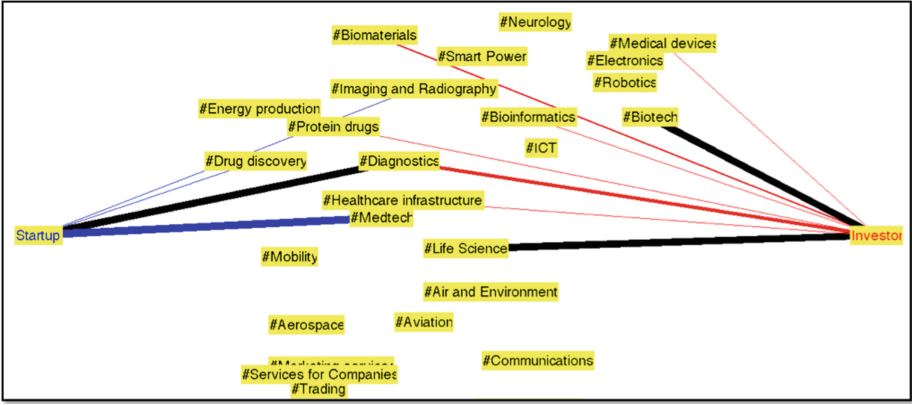 #Neurology
#Biomaterials
#Medical devices
#Smart Power
#Electronics
#Robotics
#Imaging and Radiography
#Energy production
#Bioinformatics
#Biotech
#Protein drugs
#ICT
#Drug discovery
#Diagnostics
#Healthcare infrastructure
#Medtech
Startup
Investor
#Life Science
#Mobility
#Air and Environment
#Aerospace
#Aviation
#Communications
#Services for Companies
#Trading